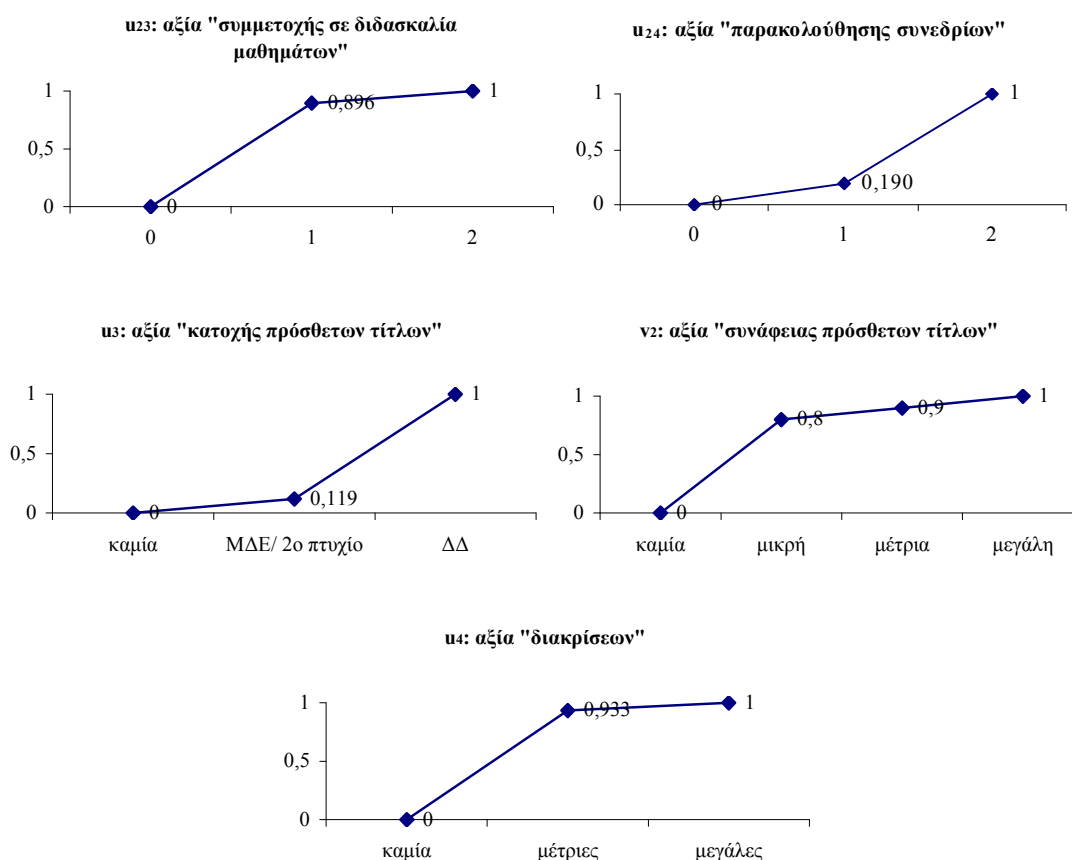 u23: αξία "συμμετοχής σε διδασκαλία
μαθημάτων"
1
0,5
0
0
0,896
1
0
1
2
u24: αξία "παρακολούθησης συνεδρίων"
1
0,5
0
0
0,190
1
0
1
2
u3: αξία "κατοχής πρόσθετων τίτλων"
1
0,5
0
0
0,119
1
καμία
ΜΔΕ/ 2ο πτυχίο
ΔΔ
v2: αξία "συνάφειας πρόσθετων τίτλων"
1
0,5
0
0
0,8
0,9
1
καμία
μικρή
μέτρια
μεγάλη
u4: αξία "διακρίσεων"
1
0,5
0
0
0,933
1
καμία
μέτριες
μεγάλες